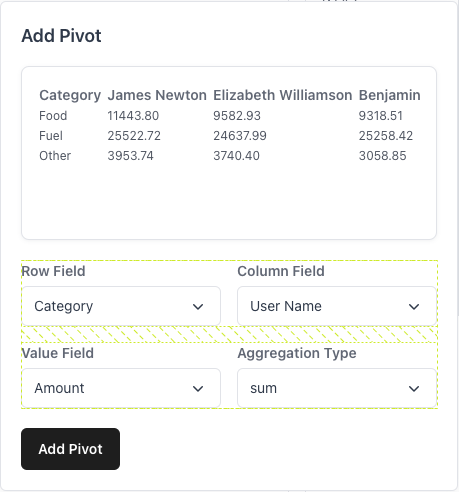 Add Pivot
Category James Newton Elizabeth Williamson Benjamin
Food 11443.80 9582.93 9318.51
Fuel 25522.72 24637.99 25258.42
Other 3953.74 3740.40 3058.85
Row Field Column Field
Category User Name
Value Field Aggregation Type
Amount sum
Add Pivot